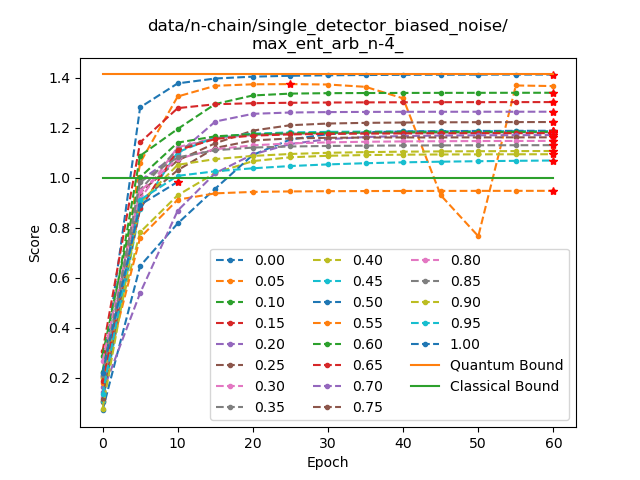 data/n-chain/single_detector_biased_noise/
max_ent_arb_n-4_
Score
1.4
1.2
1.0
0.8
0.6
0.4
0.2
0 10 20 30 40 50 60
Epoch
0.00 0.40 0.80
0.05 0.45 0.85
0.10 0.50 0.90
0.15 0.55 0.95
0.20 0.60 1.00
0.25 0.65 Quantum Bound
0.30 0.70 Classical Bound
0.35 0.75